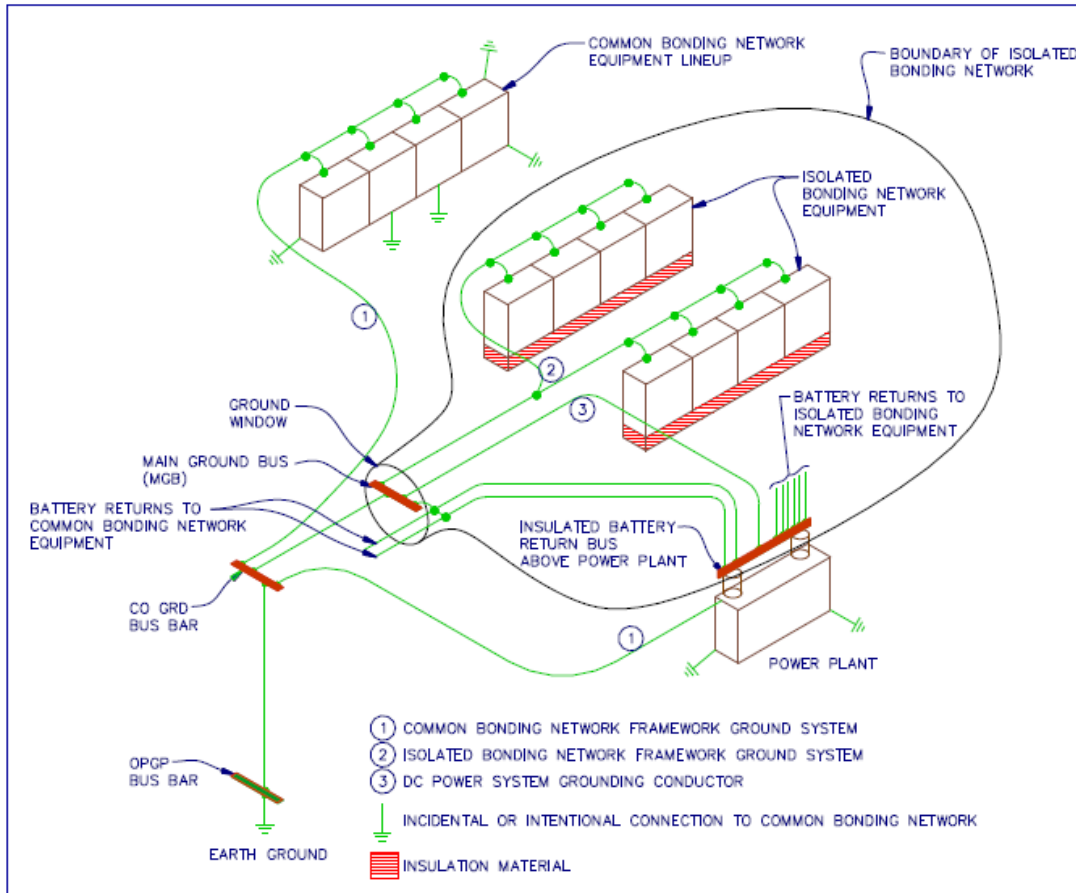 COMMON BONDING NETWORK
EQUIPMENT LINEUP
BOUNDARY OF ISOLATED
BONDING NETWORK
ISOLATED
BONDING NETWORK
EQUIPMENT
1
2
3
GROUND
WINDOW
BATTERY RETURNS TO
ISOLATED BONDING
NETWORK EQUIPMENT
MAIN GROUND BUS
(MGB)
BATTERY RETURNS TO
COMMON BONDING NETWORK
EQUIPMENT
INSULATED BATTERY
RETURN BUS
ABOVE POWER PLANT
CO GRD
BUS BAR
1
POWER PLANT
OPGP
BUS BAR
EARTH GROUND
1 COMMON BONDING NETWORK FRAMEWORK GROUND SYSTEM
2 ISOLATED BONDING NETWORK FRAMEWORK GROUND SYSTEM
3 DC POWER SYSTEM GROUNDING CONDUCTOR
INCIDENTAL OR INTENTIONAL CONNECTION TO COMMON BONDING NETWORK
INSULATION MATERIAL